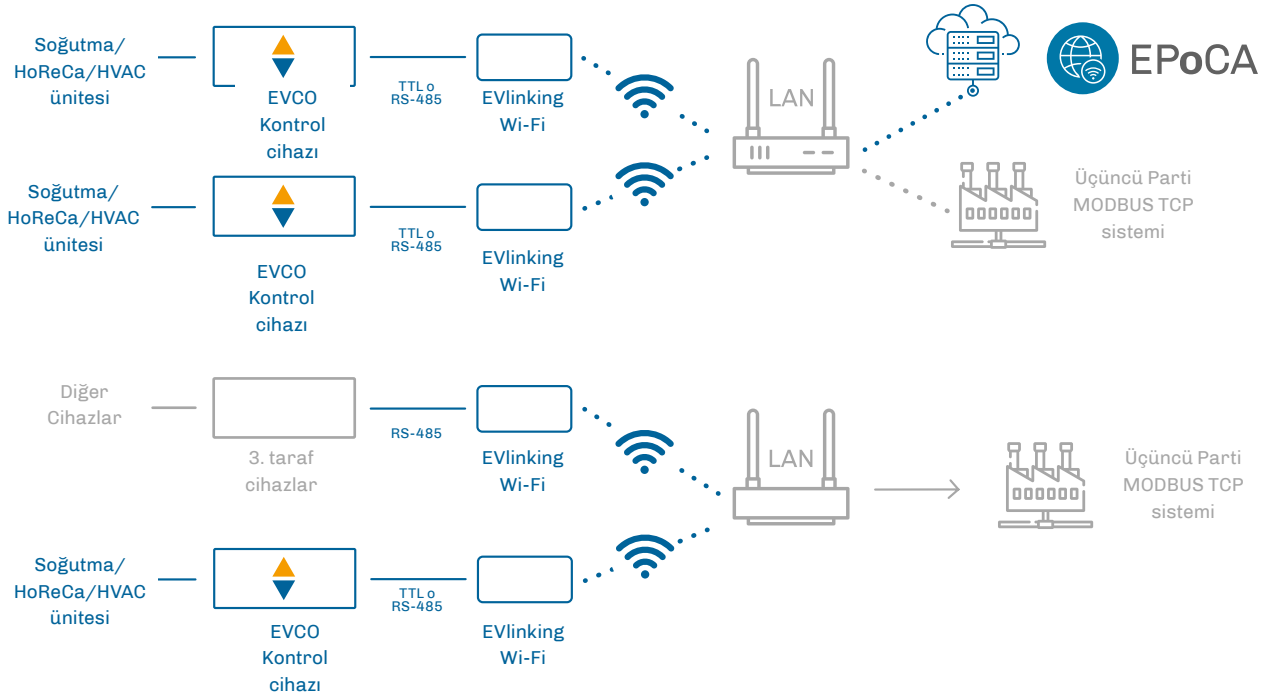 Soğutma/
HoReCa/HVAC
ünitesi
EVCO
Kontrol
cihazı
TTL o
RS-485
EVlinking
Wi-Fi
LAN
EPoCA
Soğutma/
HoReCa/HVAC
ünitesi
EVCO
Kontrol
cihazı
TTL o
RS-485
EVlinking
Wi-Fi
Üçüncü Parti
MODBUS TCP
sistemi
Diğer
Cihazlar
3. taraf
cihazlar
RS-485
EVlinking
Wi-Fi
LAN
Üçüncü Parti
MODBUS TCP
sistemi
Soğutma/
HoReCa/HVAC
ünitesi
EVCO
Kontrol
cihazı
TTL o
RS-485
EVlinking
Wi-Fi